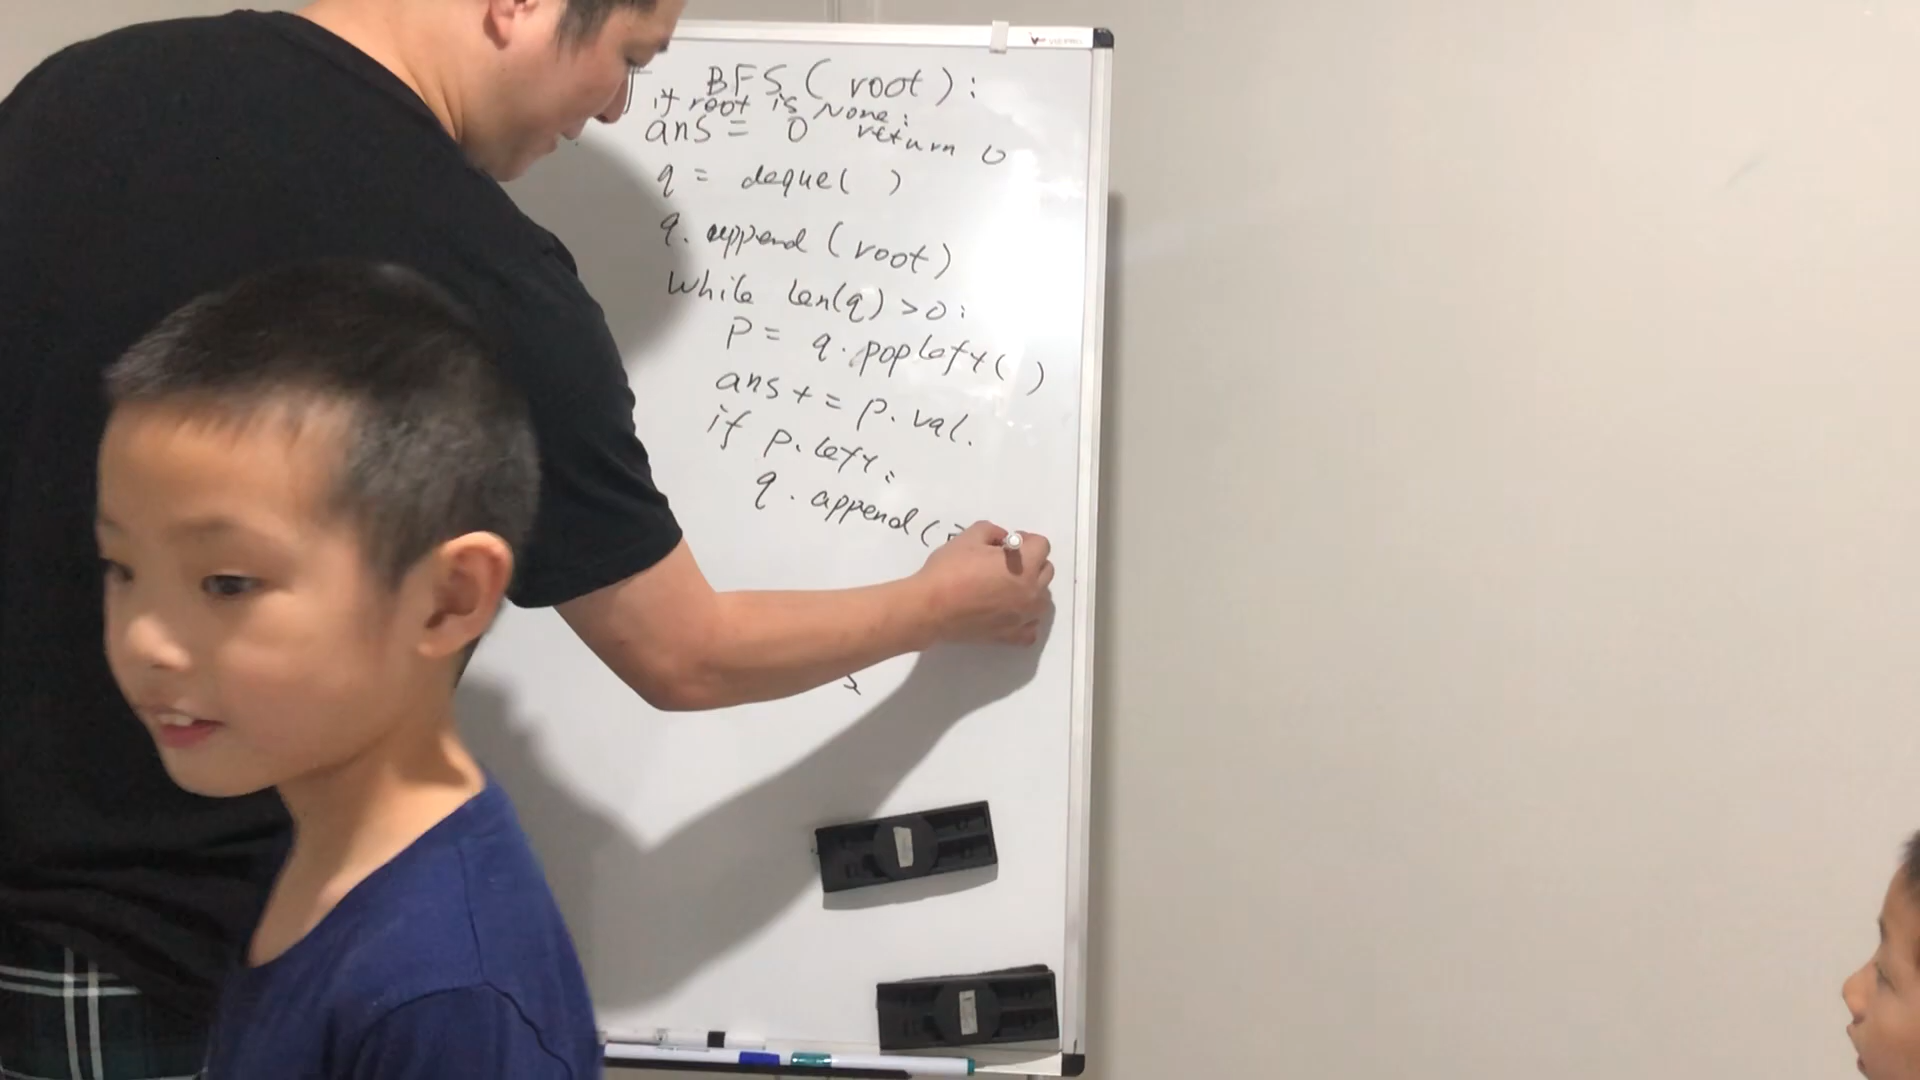 BFS(root):
if root is None:
return 0
ans = 0
q = deque( )
q.append(root)
While len(q) >0:
P = q.popleft( )
ans += p.val.
if p.left:
q.append(